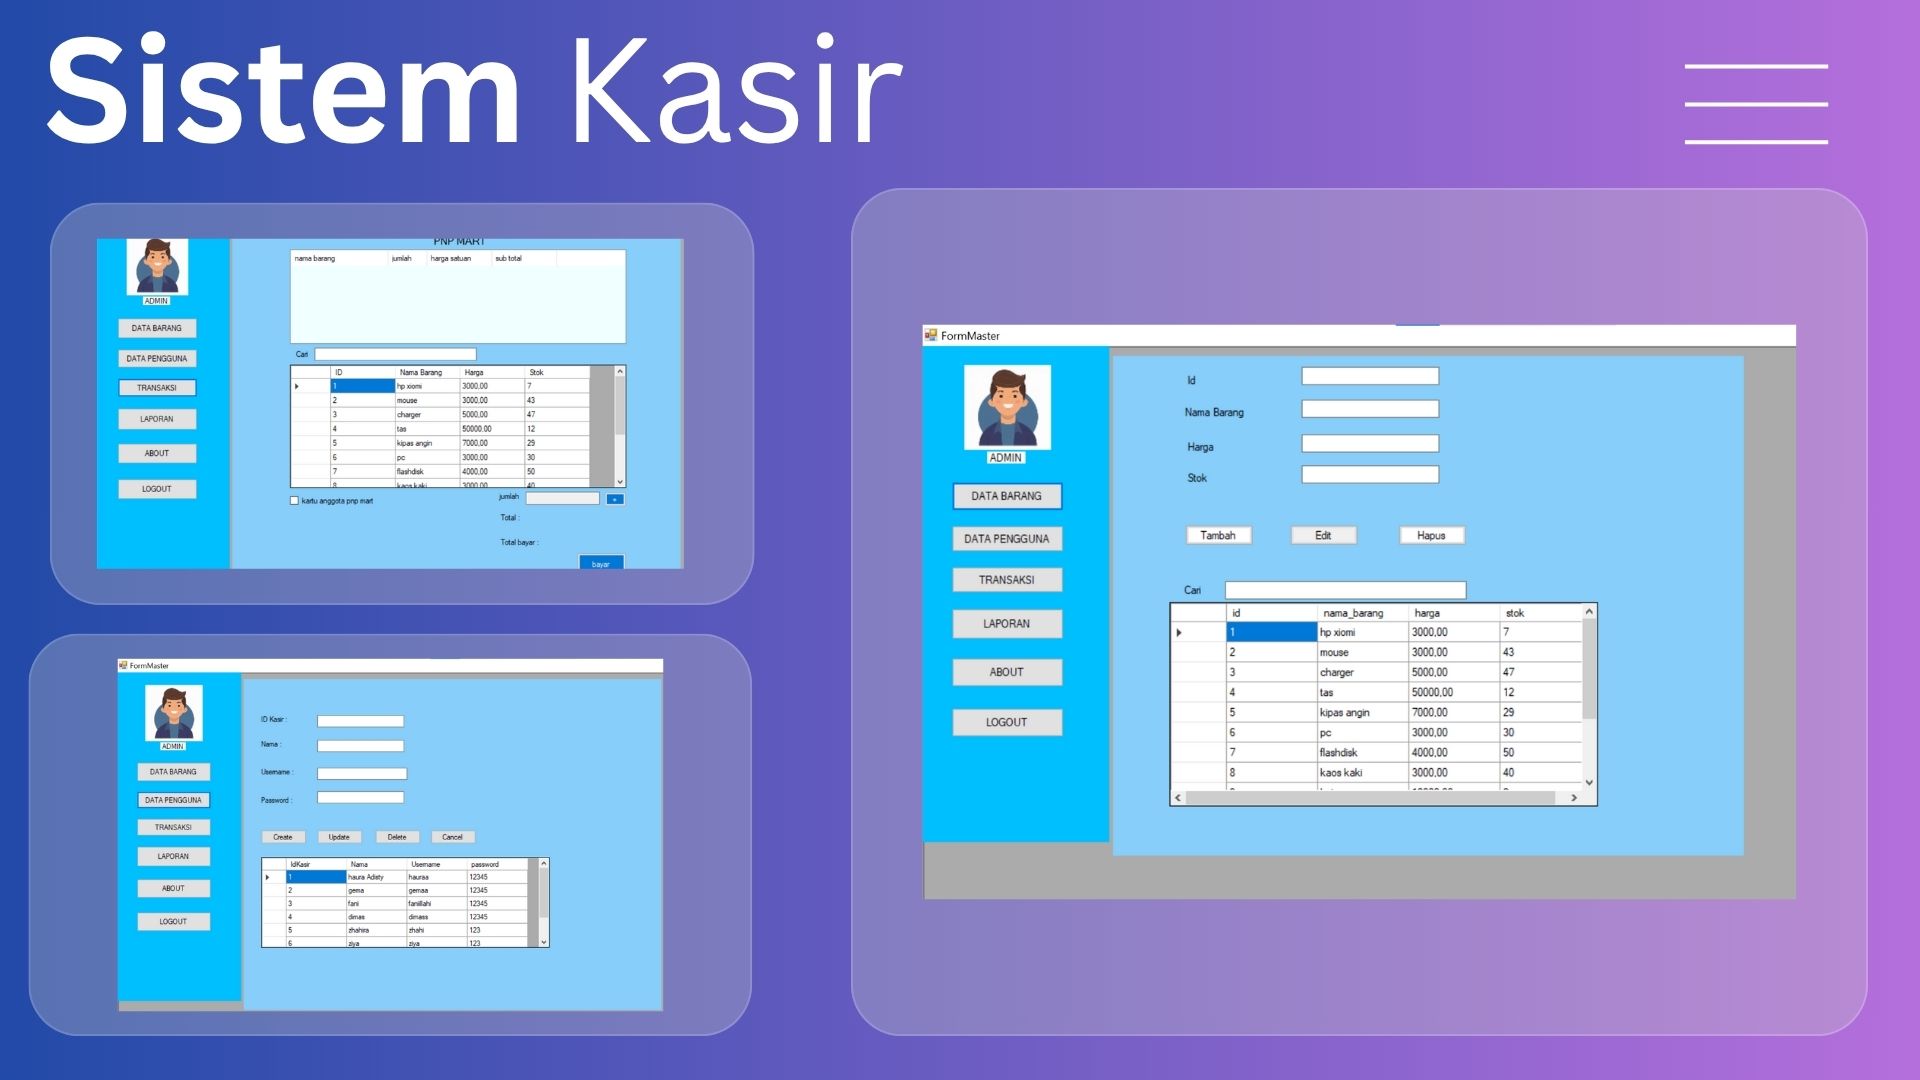 Sistem Kasir
PNP MART
nama barang jumlah harga satuan sub total
ADMIN
DATA BARANG
DATA PENGGUNA
TRANSAKSI
LAPORAN
ABOUT
LOGOUT
Cari
ID Nama Barang Harga Stok
1 hp xiomi 3000,00 7
2 mouse 3000,00 43
3 charger 5000,00 47
4 tas 50000,00 12
5 kipas angin 7000,00 29
6 pc 3000,00 30
7 flashdisk 4000,00 50
8 kaos kaki 3000,00 40
kartu anggota pnp mart
jumlah +
Total :
Total bayar :
bayar
FormMaster
ADMIN
DATA BARANG
DATA PENGGUNA
TRANSAKSI
LAPORAN
ABOUT
LOGOUT
ID Kasir :
Nama :
Username :
Password :
Create Update Delete Cancel
IdKasir Nama Username password
1 haura Adisty hauraa 12345
2 gema gemaa 12345
3 fani fanillahi 12345
4 dimas dimass 12345
5 zhahira zhahi 123
6 ziya ziya 123
FormMaster
ADMIN
DATA BARANG
DATA PENGGUNA
TRANSAKSI
LAPORAN
ABOUT
LOGOUT
Id
Nama Barang
Harga
Stok
Tambah Edit Hapus
Cari
id nama_barang harga stok
1 hp xiomi 3000,00 7
2 mouse 3000,00 43
3 charger 5000,00 47
4 tas 50000,00 12
5 kipas angin 7000,00 29
6 pc 3000,00 30
7 flashdisk 4000,00 50
8 kaos kaki 3000,00 40